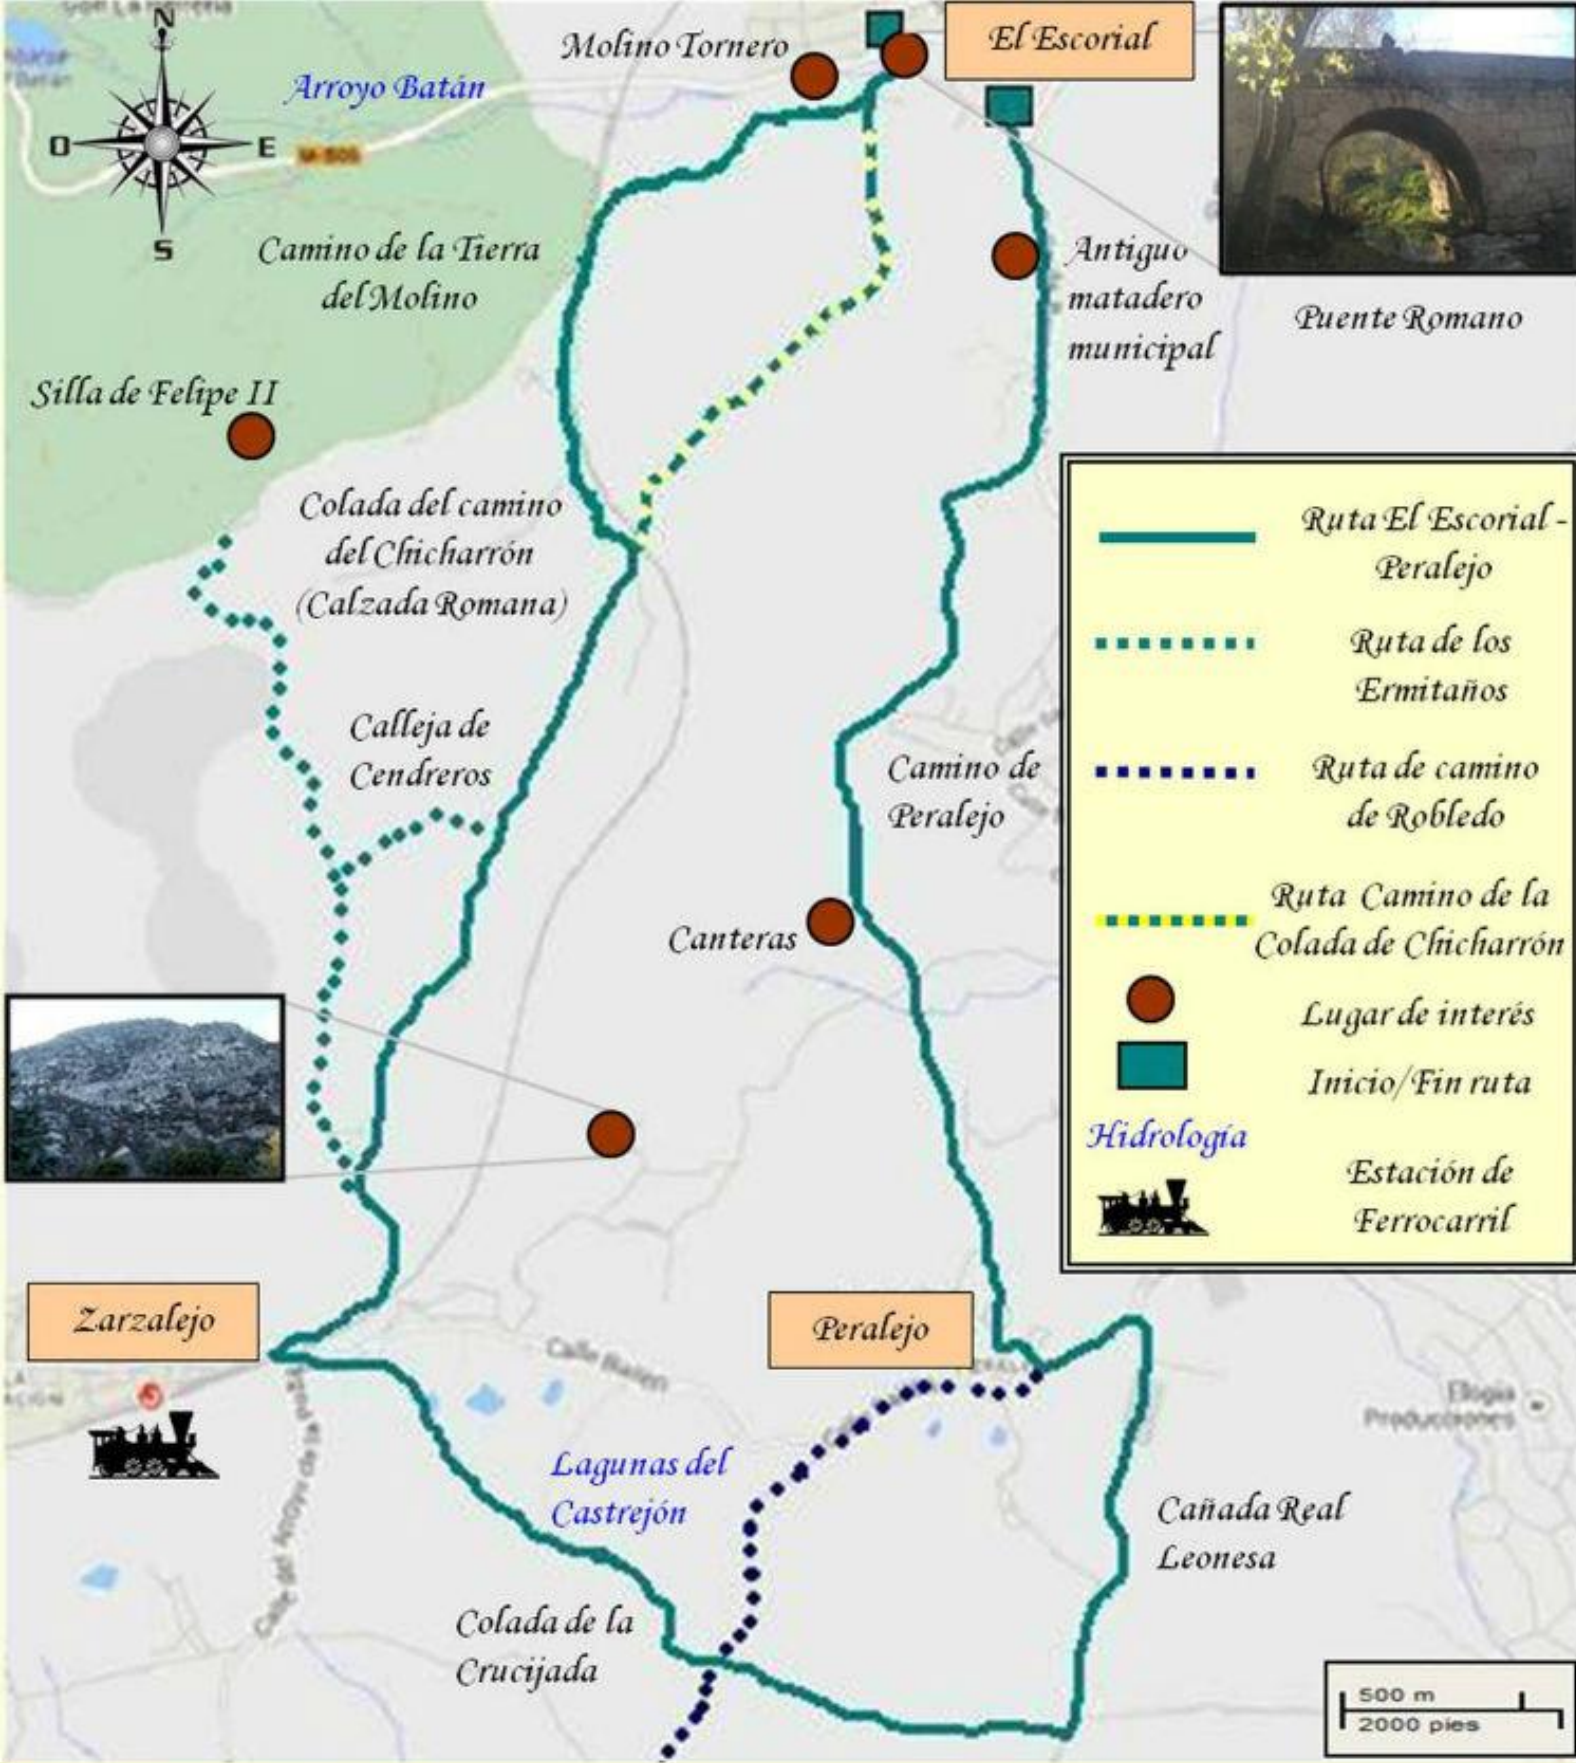 N
Molino Tornero
El Escorial
Arroyo Batán
O
E
M-505
S
Camino de la Tierra
del Molino
Antiguo
matadero
municipal
Puente Romano
Silla de Felipe II
Colada del camino
del Chicharrón
(Calzada Romana)
Calleja de
Cendreros
Camino de
Peralejo
Canteras
Ruta El Escorial -
Peralejo
Ruta de los
Ermitaños
Ruta de camino
de Robledo
Ruta Camino de la
Colada de Chicharrón
Lugar de interés
Inicio/Fin ruta
Hidrología
Estación de
Ferrocarril
Zarzalejo
Peralejo
Calle Bailen
Elogia
Producciones
Lagunas del
Castrejón
Cañada Real
Leonesa
Colada de la
Crucijada
500 m
2000 pies